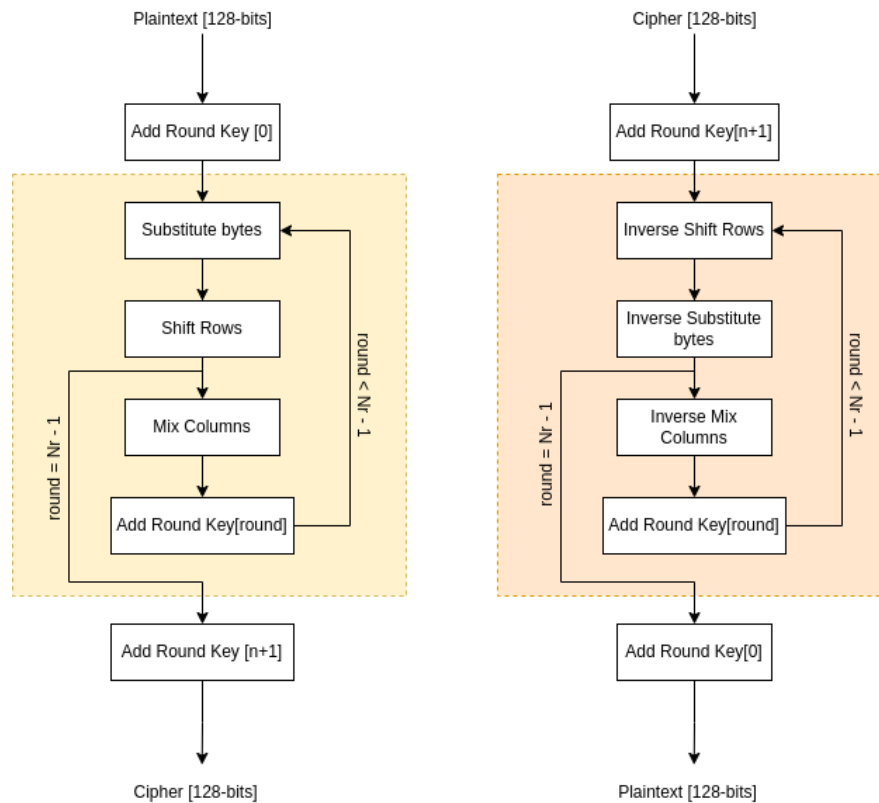 Plaintext [128-bits]
Add Round Key [0]
Substitute bytes
Shift Rows
Mix Columns
Add Round Key[round]
round < Nr - 1
round = Nr - 1
Add Round Key [n+1]
Cipher [128-bits]
Cipher [128-bits]
Add Round Key[n+1]
Inverse Shift Rows
Inverse Substitute
bytes
Inverse Mix
Columns
Add Round Key[round]
round < Nr - 1
round = Nr - 1
Add Round Key[0]
Plaintext [128-bits]